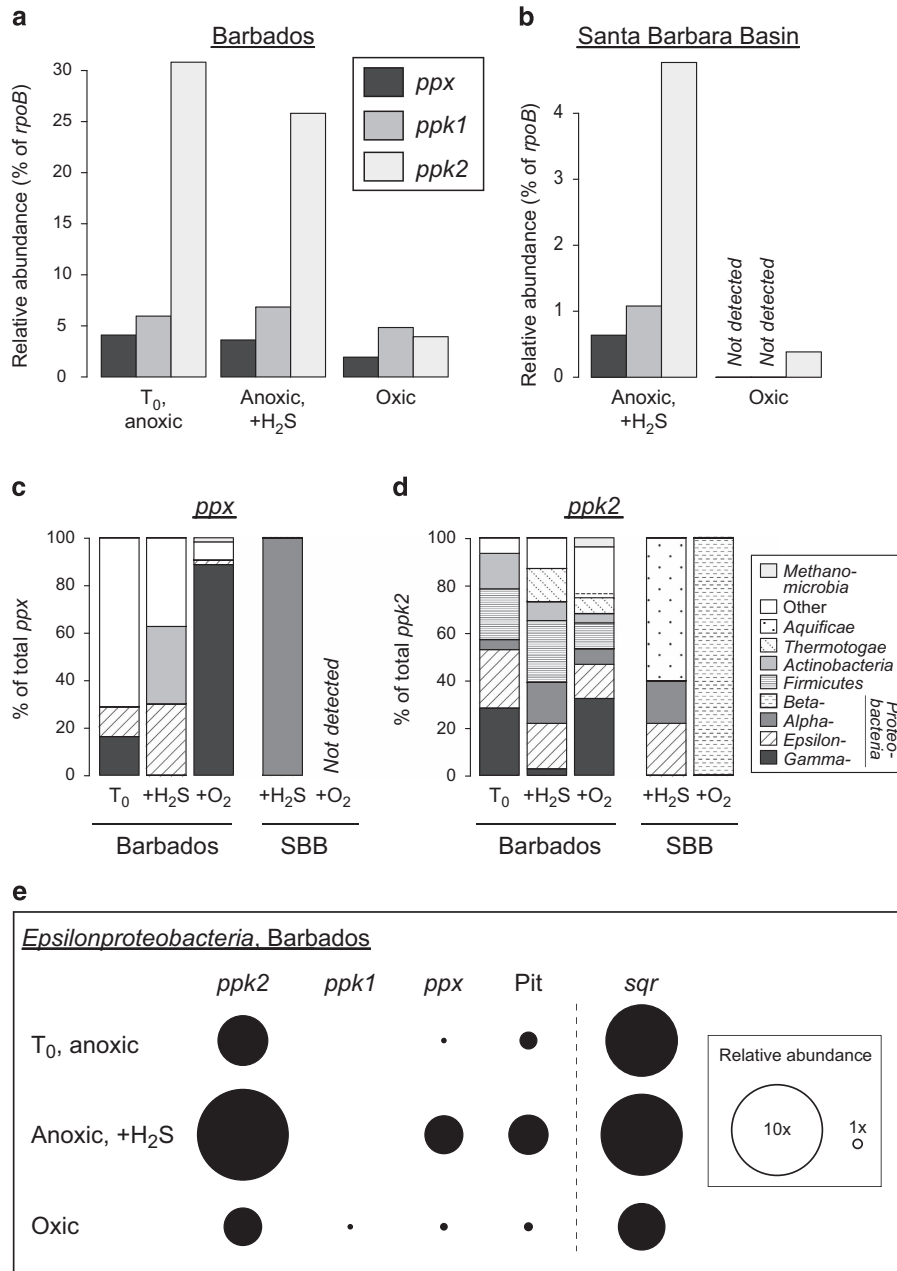 a
Barbados
Relative abundance (% of rpoB)
30
25
20
15
10
5
0
T0,
anoxic
Anoxic,
+H2S
Oxic
ppx
ppk1
ppk2
b
Santa Barbara Basin
Relative abundance (% of rpoB)
4
3
2
1
0
Not detected
Not detected
Anoxic,
+H2S
Oxic
c
ppx
% of total ppx
100
80
60
40
20
0
Not detected
T0 +H2S +O2
+H2S +O2
Barbados
SBB
d
ppk2
% of total ppk2
100
80
60
40
20
0
T0 +H2S +O2
+H2S +O2
Barbados
SBB
Methano-
microbia
Other
Aquificae
Thermotogae
Actinobacteria
Firmicutes
Beta-
Alpha-
Epsilon-
Gamma-
Proteo-
bacteria
e
Epsilonproteobacteria, Barbados
ppk2 ppk1 ppx Pit sqr
T0, anoxic
Anoxic, +H2S
Oxic
Relative abundance
10x
1x